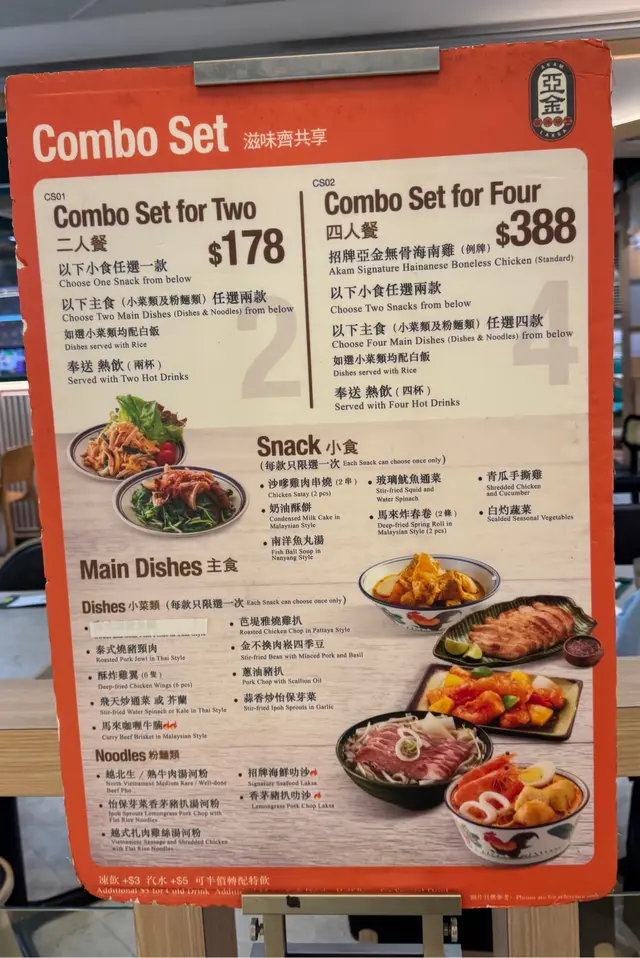 Combo Set 滋味齊共享
AKAM
亞金
LAKSA
CS01
Combo Set for Two
二人餐
$178
以下小食任選一款
Choose One Snack from below
以下主食 (小菜類及粉麵類) 任選兩款
Choose Two Main Dishes (Dishes & Noodles) from below
如選小菜類均配白飯
Dishes served with Rice
奉送 熱飲 (兩杯)
Served with Two Hot Drinks
2
CS02
Combo Set for Four
四人餐
$388
招牌亞金無骨海南雞 (例牌)
Akam Signature Hainanese Boneless Chicken (Standard)
以下小食任選兩款
Choose Two Snacks from below
以下主食 (小菜類及粉麵類) 任選四款
Choose Four Main Dishes (Dishes & Noodles) from below
如選小菜類均配白飯
Dishes served with Rice
奉送 熱飲 (四杯)
Served with Four Hot Drinks
4
Snack 小食
(每款只限選一次 Each Snack can choose once only)
• 沙嗲雞肉串燒 (2串)
Chicken Satay (2 pcs)
• 奶油酥餅
Condensed Milk Cake in
Malaysian Style
• 南洋魚丸湯
Fish Ball Soup in
Nanyang Style
• 玻璃魷魚通菜
Stir-fried Squid and
Water Spinach
• 馬來炸春卷 (2條)
Deep-fried Spring Roll in
Malaysian Style (2 pcs)
• 青瓜手撕雞
Shredded Chicken
and Cucumber
• 白灼蔬菜
Scalded Seasonal Vegetables
Main Dishes 主食
Dishes 小菜類 (每款只限選一次 Each Snack can choose once only)
• 泰式燒豬頸肉
Roasted Pork Jowl in Thai Style
• 酥炸雞翼 (6隻)
Deep-fried Chicken Wings (6 pcs)
• 飛天炒通菜 或 芥蘭
Stir-fried Water Spinach or Kale in Thai Style
• 馬來咖喱牛腩
Curry Beef Brisket in Malaysian Style
• 芭堤雅燒雞扒
Roasted Chicken Chop in Pattaya Style
• 金不換肉崧四季豆
Stir-fried Bean with Minced Pork and Basil
• 蔥油豬扒
Pork Chop with Scallion Oil
• 蒜香炒怡保芽菜
Stir-fried Ipoh Sprouts in Garlic
Noodles 粉麵類
• 越北生 / 熟牛肉湯河粉
North Vietnamese Medium Rare / Well-done
Beef Pho
• 怡保芽菜香茅豬扒湯河粉
Ipoh Sprouts Lemongrass Pork Chop with
Flat Rice Noodles
• 越式扎肉雞絲湯河粉
Vietnamese Sausage and Shredded Chicken
with Flat Rice Noodles
• 招牌海鮮叻沙
Signature Seafood Laksa
• 香茅豬扒叻沙
Lemongrass Pork Chop Laksa
凍飲 +$3 汽水 +$5 可半價轉配特飲
Additional $3 for Cold Drink